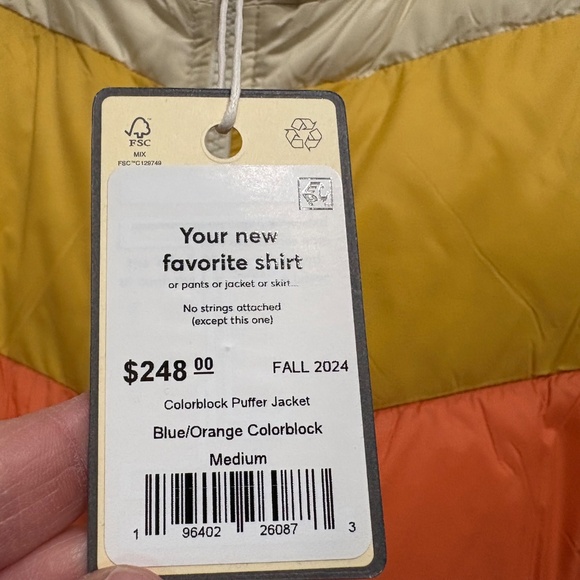 FSC
MIX
FSC™C129749
Your new
favorite shirt
or pants or jacket or skirt...
No strings attached
(except this one)
$248 00
FALL 2024
Colorblock Puffer Jacket
Blue/Orange Colorblock
Medium
1 96402 26087 3